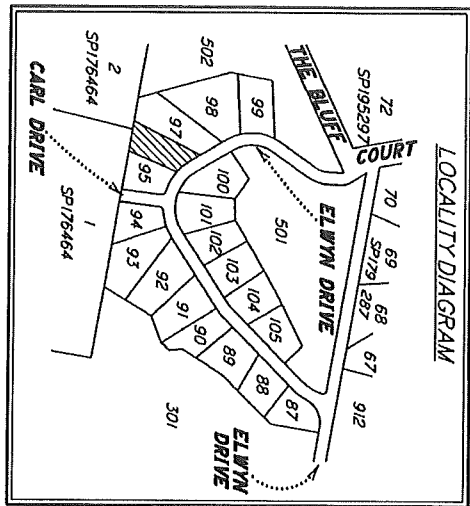 LOCALITY DIAGRAM
72
SP195297
THE BLUFF
COURT
70
69
SP179
287
68
67
912
502
99
98
97
ELWYN DRIVE
501
100
101
102
103
104
105
2
SP176464
CARL DRIVE
95
94
93
92
91
90
89
88
87
1
SP176464
301
ELWYN
DRIVE